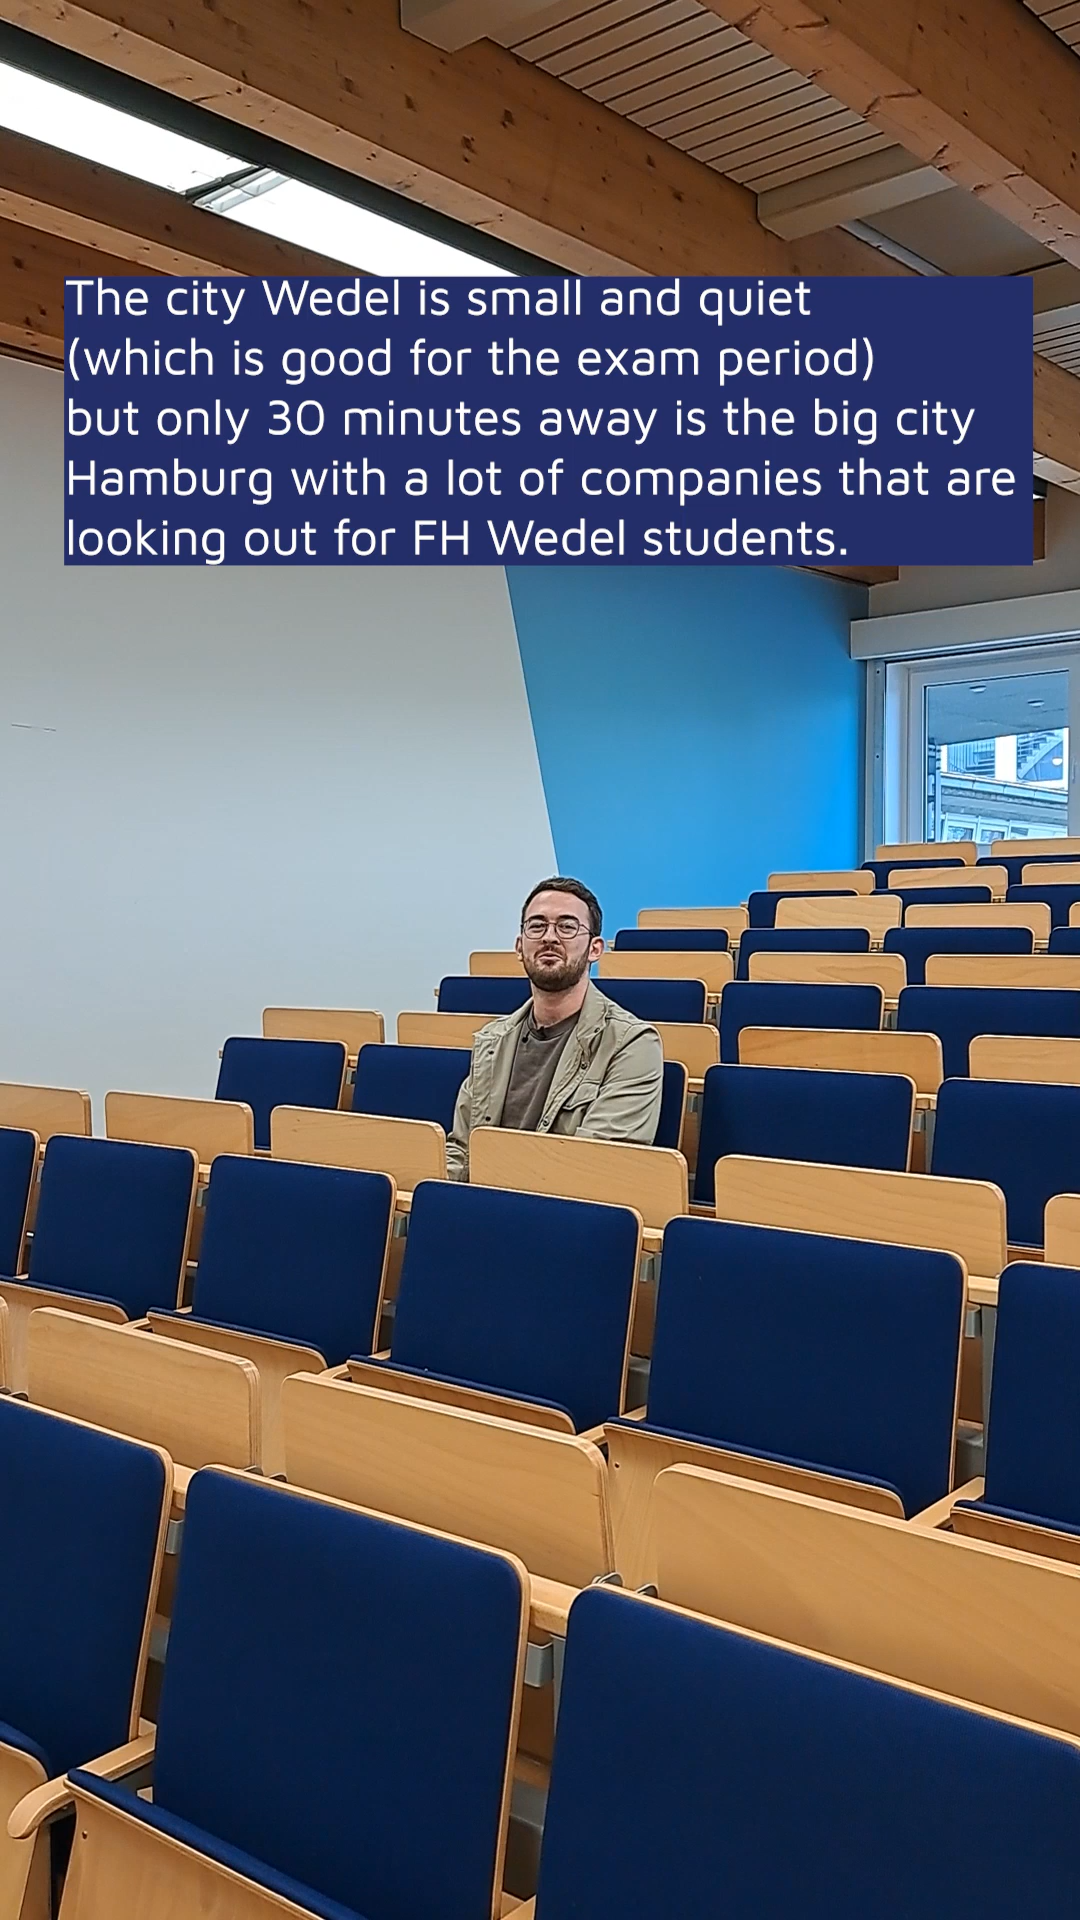 The city Wedel is small and quiet
(which is good for the exam period)
but only 30 minutes away is the big city
Hamburg with a lot of companies that are
looking out for FH Wedel students.